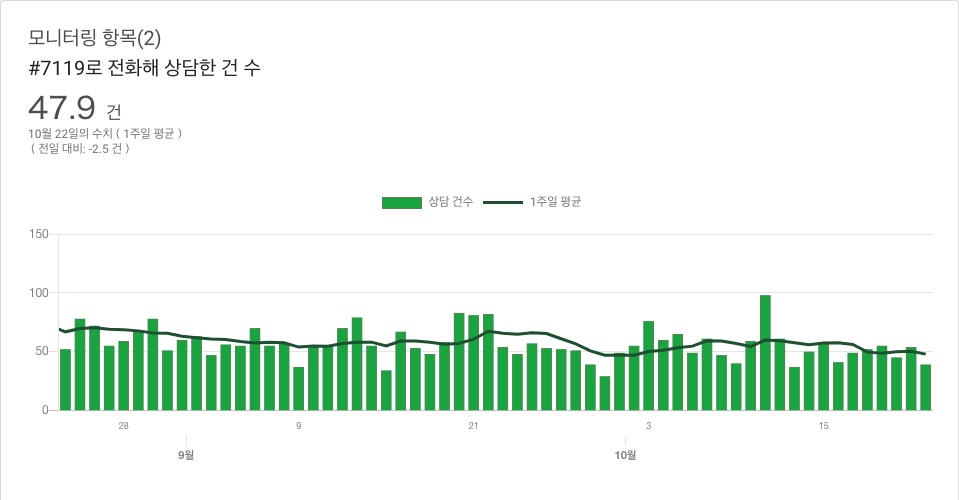 모니터링 항목(2)
#7119로 전화해 상담한 건 수
47.9 건
10월 22일의 수치 ( 1주일 평균 )
( 전일 대비: -2.5 건 )
상담 건수 1주일 평균
150
100
50
0
28 9 21 3 15
9월 10월